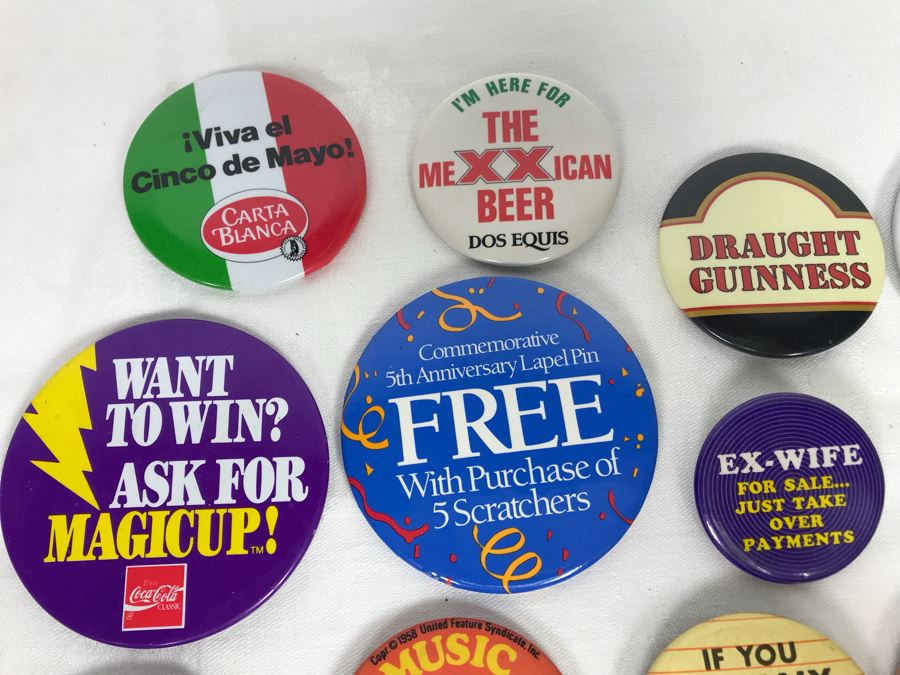 ¡Viva el
Cinco de Mayo!
CARTA
BLANCA
I'M HERE FOR
THE
MEXXICAN
BEER
DOS EQUIS
DRAUGHT
GUINNESS
WANT
TO WIN?
ASK FOR
MAGICUP!™
Enjoy
Coca-Cola
CLASSIC
Commemorative
5th Anniversary Lapel Pin
FREE
With Purchase of
5 Scratchers
EX-WIFE
FOR SALE...
JUST TAKE
OVER
PAYMENTS
Copr. © 1958 United Feature Syndicate, Inc.
MUSIC
IF YOU